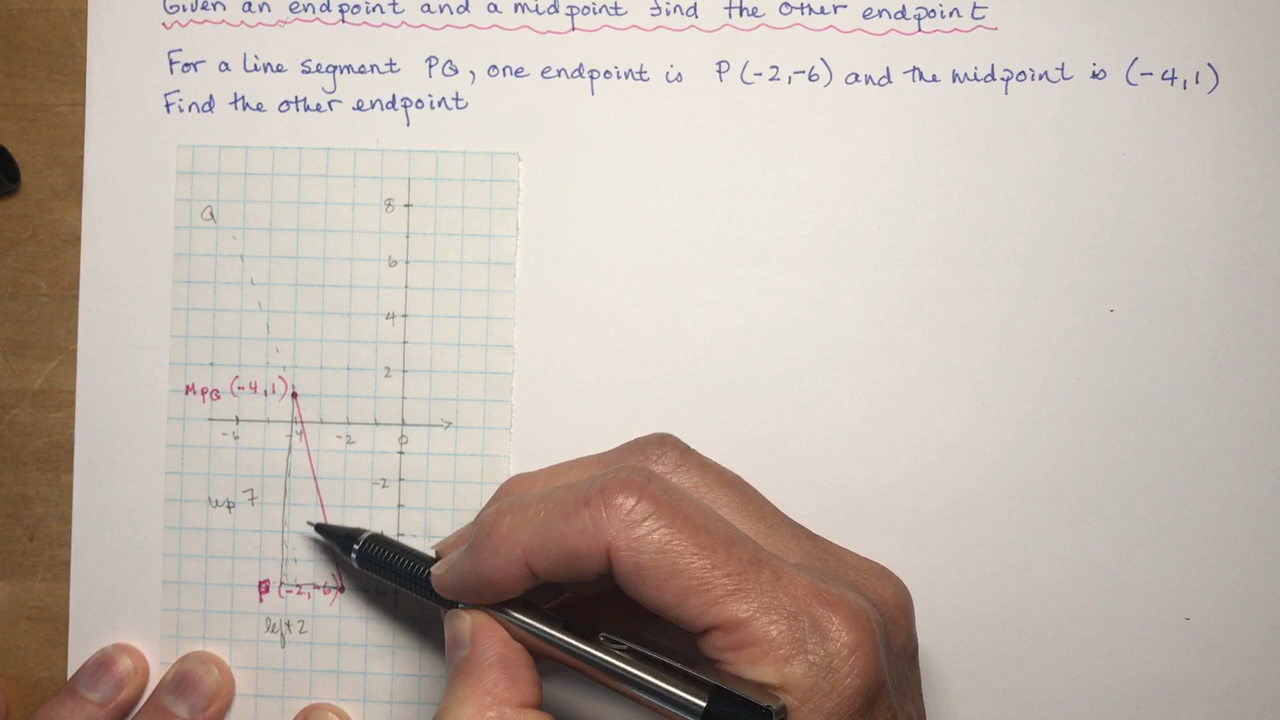 Given an endpoint and a midpoint find the other endpoint
For a line segment PQ, one endpoint is P(-2,-6) and the midpoint is (-4,1)
Find the other endpoint
Q
8
6
4
2
MPQ (-4,1)
-6 -4 -2 0
-2
up 7
P (-2,-6)
left 2